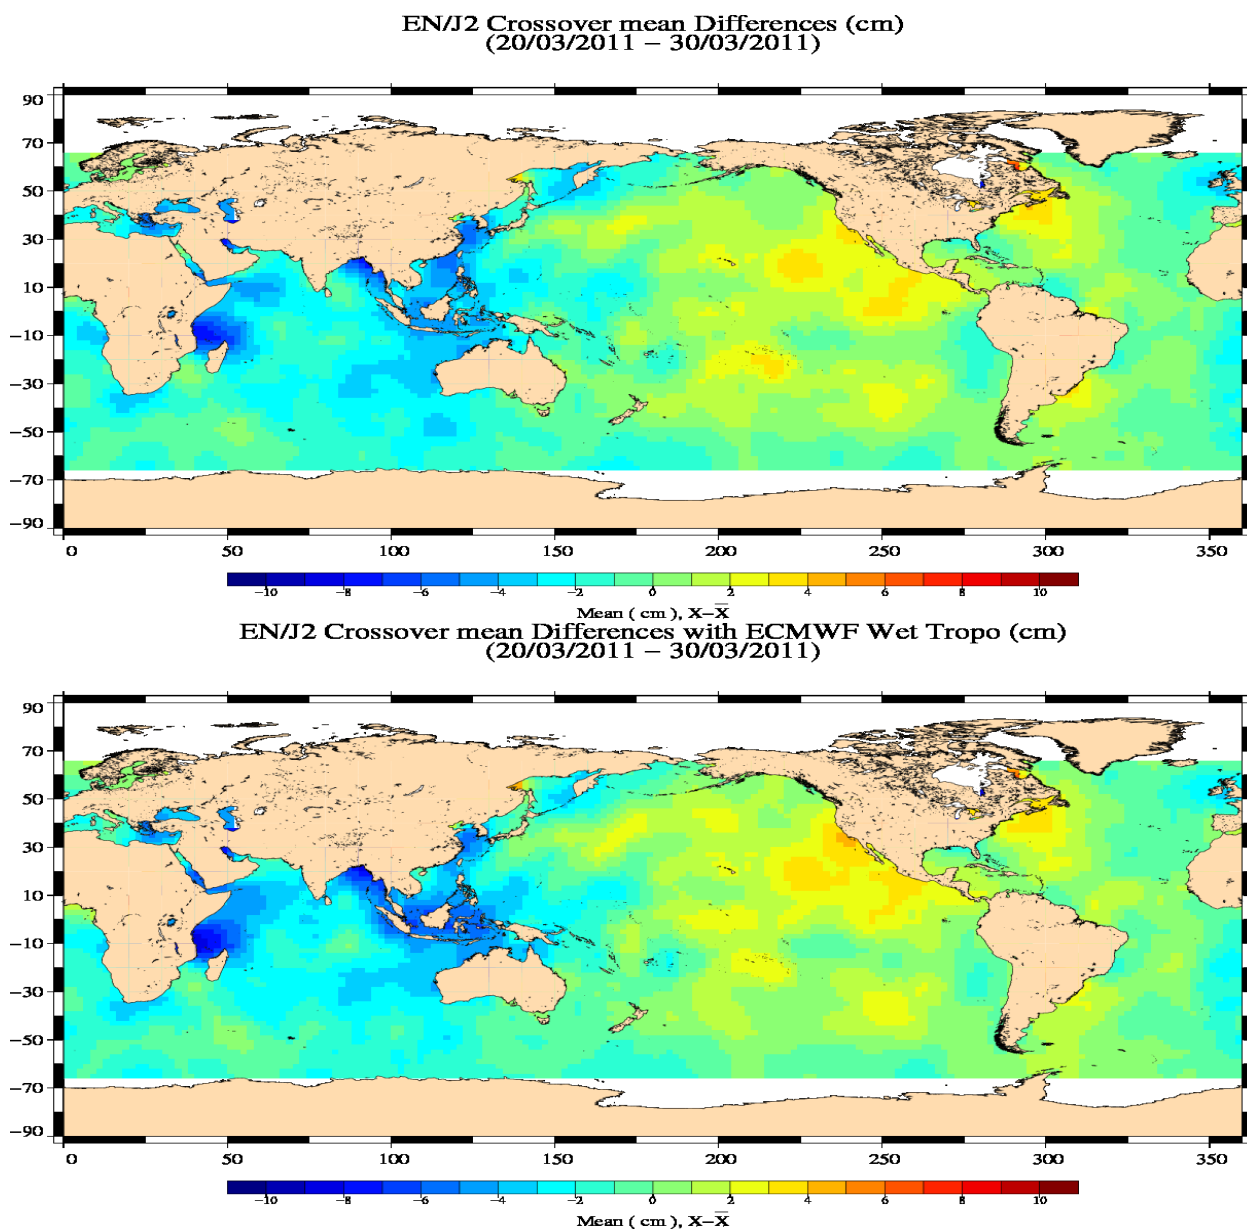 EN/J2 Crossover mean Differences (cm)
(20/03/2011 − 30/03/2011)
90
70
50
30
10
−10
−30
−50
−70
−90
0 50 100 150 200 250 300 350
−10 −8 −6 −4 −2 0 2 4 6 8 10
Mean ( cm ), X−X̅
EN/J2 Crossover mean Differences with ECMWF Wet Tropo (cm)
(20/03/2011 − 30/03/2011)
90
70
50
30
10
−10
−30
−50
−70
−90
0 50 100 150 200 250 300 350
−10 −8 −6 −4 −2 0 2 4 6 8 10
Mean ( cm ), X−X̅